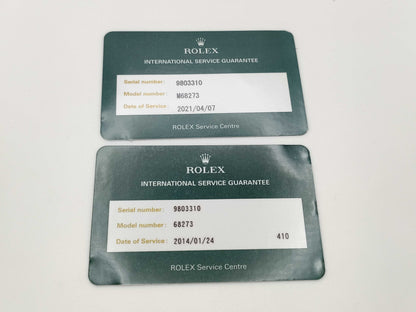 ROLEX
INTERNATIONAL SERVICE GUARANTEE
Serial number: 9803310
Model number: M68273
Date of Service: 2021/04/07
ROLEX Service Centre
ROLEX
INTERNATIONAL SERVICE GUARANTEE
Serial number: 9803310
Model number: 68273
Date of Service: 2014/01/24 410
ROLEX Service Centre